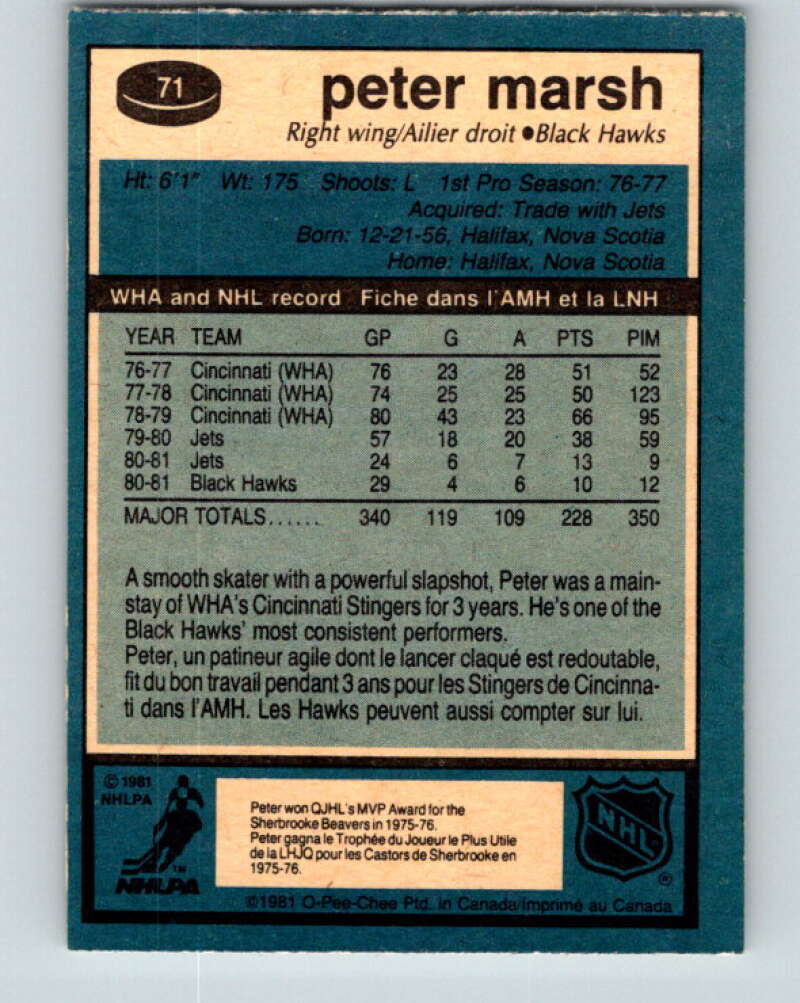 71
peter marsh
Right wing/Ailier droit ●Black Hawks
Ht: 6'1" Wt: 175 Shoots: L 1st Pro Season: 76-77
Acquired: Trade with Jets
Born: 12-21-56, Halifax, Nova Scotia
Home: Halifax, Nova Scotia
WHA and NHL record Fiche dans l'AMH et la LNH
YEAR TEAM GP G A PTS PIM
76-77 Cincinnati (WHA) 76 23 28 51 52
77-78 Cincinnati (WHA) 74 25 25 50 123
78-79 Cincinnati (WHA) 80 43 23 66 95
79-80 Jets 57 18 20 38 59
80-81 Jets 24 6 7 13 9
80-81 Black Hawks 29 4 6 10 12
MAJOR TOTALS...... 340 119 109 228 350
A smooth skater with a powerful slapshot, Peter was a main-
stay of WHA's Cincinnati Stingers for 3 years. He's one of the
Black Hawks' most consistent performers.
Peter, un patineur agile dont le lancer claqué est redoutable,
fit du bon travail pendant 3 ans pour les Stingers de Cincinna-
ti dans l'AMH. Les Hawks peuvent aussi compter sur lui.
© 1981
NHLPA
TM
NHLPA
Peter won QJHL's MVP Award for the
Sherbrooke Beavers in 1975-76.
Peter gagna le Trophée du Joueur le Plus Utile
de la LHJQ pour les Castors de Sherbrooke en
1975-76.
NHL
®
©1981 O-Pee-Chee Ptd. in Canada/Imprimé au Canada